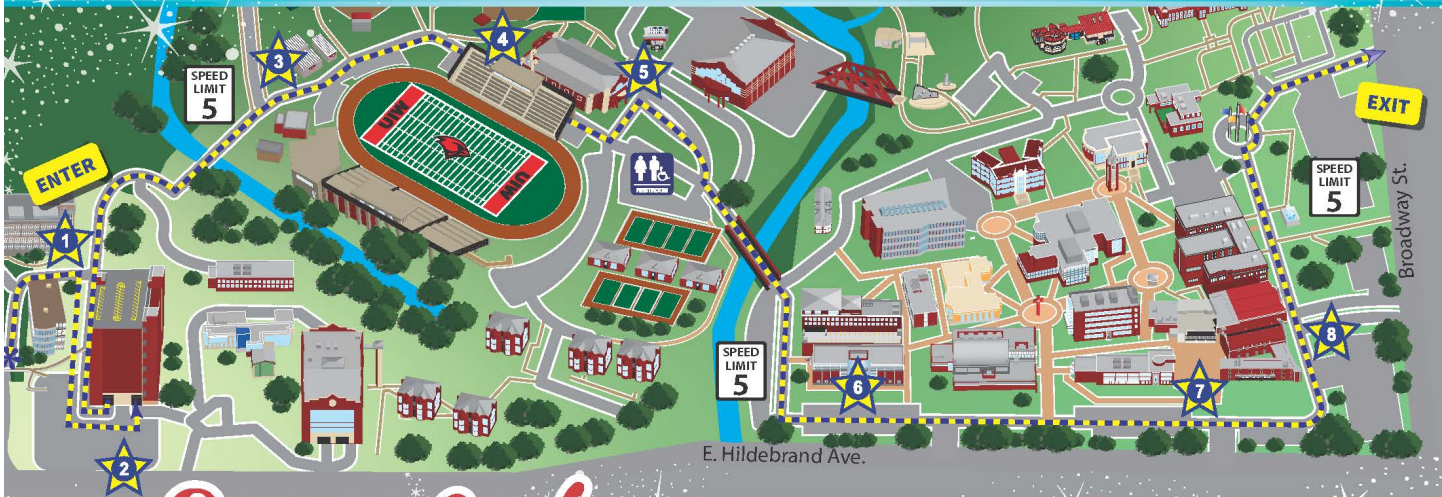 4
3
5
SPEED
LIMIT
5
EXIT
UIW
ENTER
RESTROOM
UIW
SPEED
LIMIT
5
1
Broadway St.
8
SPEED
LIMIT
5
6
7
E. Hildebrand Ave.
2